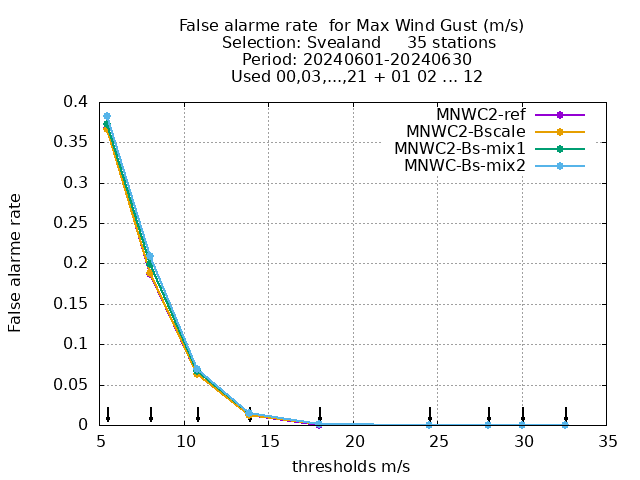 False alarme rate  for Max Wind Gust (m/s)
Selection: Svealand     35 stations
Period: 20240601-20240630
Used 00,03,...,21 + 01 02 ... 12
MNWC2-ref
MNWC2-Bscale
MNWC2-Bs-mix1
MNWC-Bs-mix2
False alarme rate
0.4
0.35
0.3
0.25
0.2
0.15
0.1
0.05
0
5 10 15 20 25 30 35
thresholds m/s